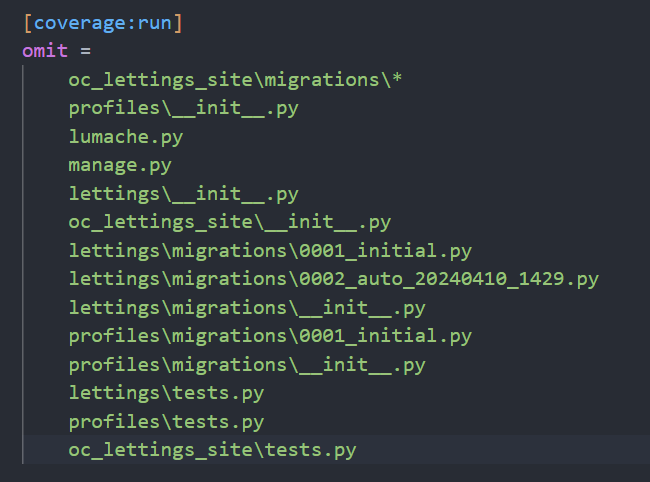 [coverage:run]
omit =
oc_lettings_site\migrations\*
profiles\__init__.py
lumache.py
manage.py
lettings\__init__.py
oc_lettings_site\__init__.py
lettings\migrations\0001_initial.py
lettings\migrations\0002_auto_20240410_1429.py
lettings\migrations\__init__.py
profiles\migrations\0001_initial.py
profiles\migrations\__init__.py
lettings\tests.py
profiles\tests.py
oc_lettings_site\tests.py